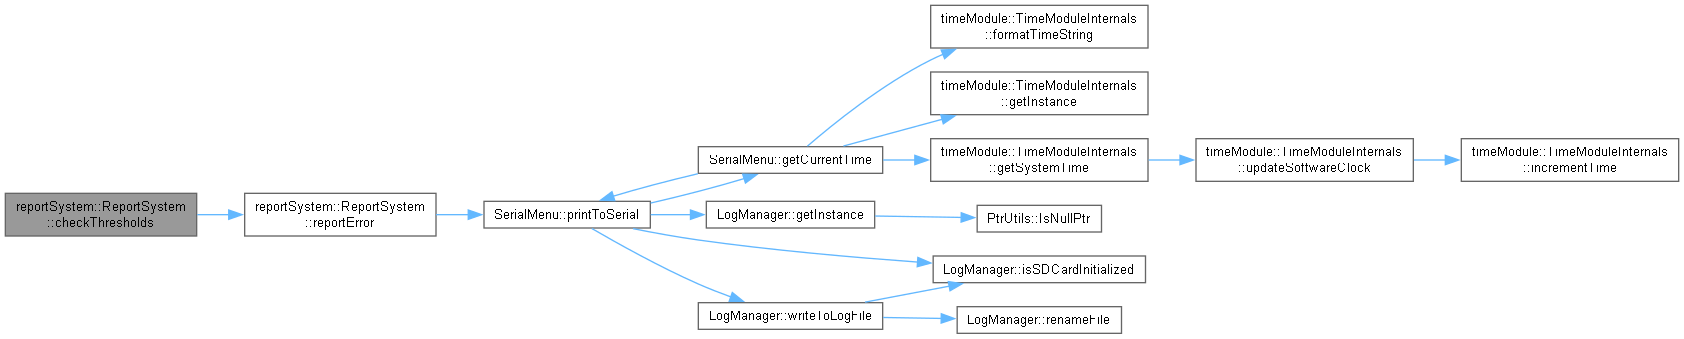 timeModule::TimeModuleInternals
::formatTimeString
timeModule::TimeModuleInternals
::getInstance
SerialMenu::getCurrentTime
timeModule::TimeModuleInternals
::getSystemTime
timeModule::TimeModuleInternals
::updateSoftwareClock
timeModule::TimeModuleInternals
::incrementTime
reportSystem::ReportSystem
::checkThresholds
reportSystem::ReportSystem
::reportError
SerialMenu::printToSerial
LogManager::getInstance
PtrUtils::IsNullPtr
LogManager::isSDCardInitialized
LogManager::writeToLogFile
LogManager::renameFile